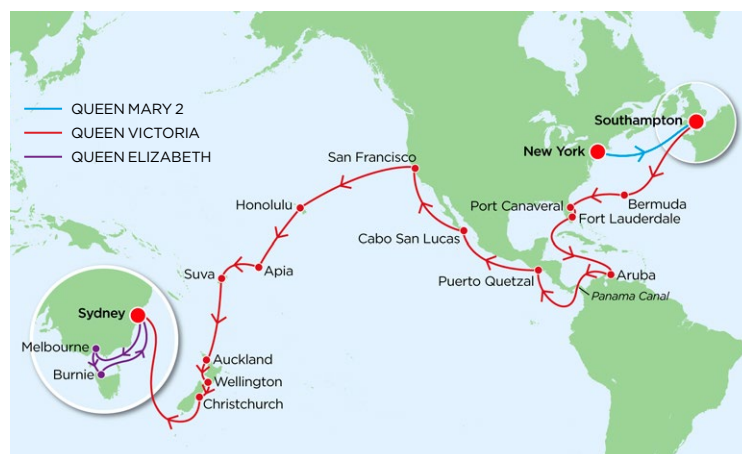 QUEEN MARY 2
QUEEN VICTORIA
QUEEN ELIZABETH
Southampton
New York
San Francisco
Bermuda
Port Canaveral
Honolulu
Fort Lauderdale
Cabo San Lucas
Suva
Apia
Puerto Quetzal
Aruba
Panama Canal
Sydney
Melbourne
Auckland
Burnie
Wellington
Christchurch